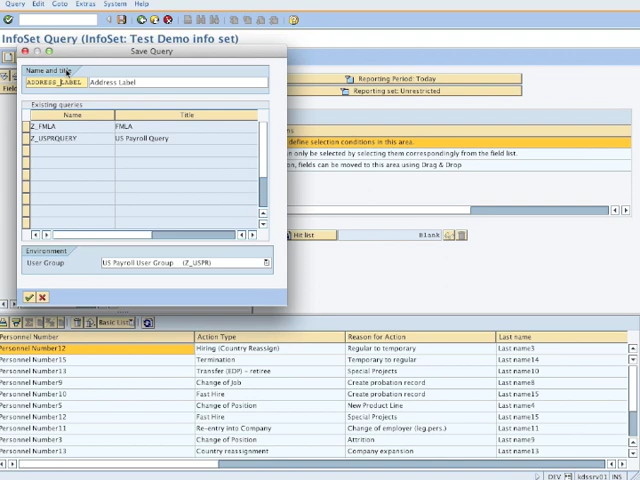 Query Edit Goto Extras System Help
InfoSet Query (InfoSet: Test Demo info set)
Save Query
Name and title
ADDRESS_LABEL Address Label
Existing queries
Name Title
Z_FMLA FMLA
Z_USPRQUERY US Payroll Query
Environment
User Group US Payroll User Group (Z_USPR)
Reporting Period: Today
Reporting set: Unrestricted
define selection conditions in this area.
n only be selected by selecting them correspondingly from the field list.
n, fields can be moved to this area using Drag & Drop
Hit list Blank
Basic List
Personnel Number Action Type Reason for Action Last name
Personnel Number12 Hiring (Country Reassign) Regular to temporary Last name5
Personnel Number15 Termination Temporary to regular Last name14
Personnel Number13 Transfer (EDP) - retiree Special Projects Last name10
Personnel Number9 Change of Job Create probation record Last name8
Personnel Number10 Fast Hire Create probation record Last name15
Personnel Number5 Change of Position New Product Line Last name4
Personnel Number12 Fast Hire Special Projects Last name15
Personnel Number11 Re-entry into Company Change of employer (leg.pers.) Last name15
Personnel Number3 Change of Position Attrition Last name9
Personnel Number13 Country reassignment Company expansion Last name13
DEV kdssrv01 INS